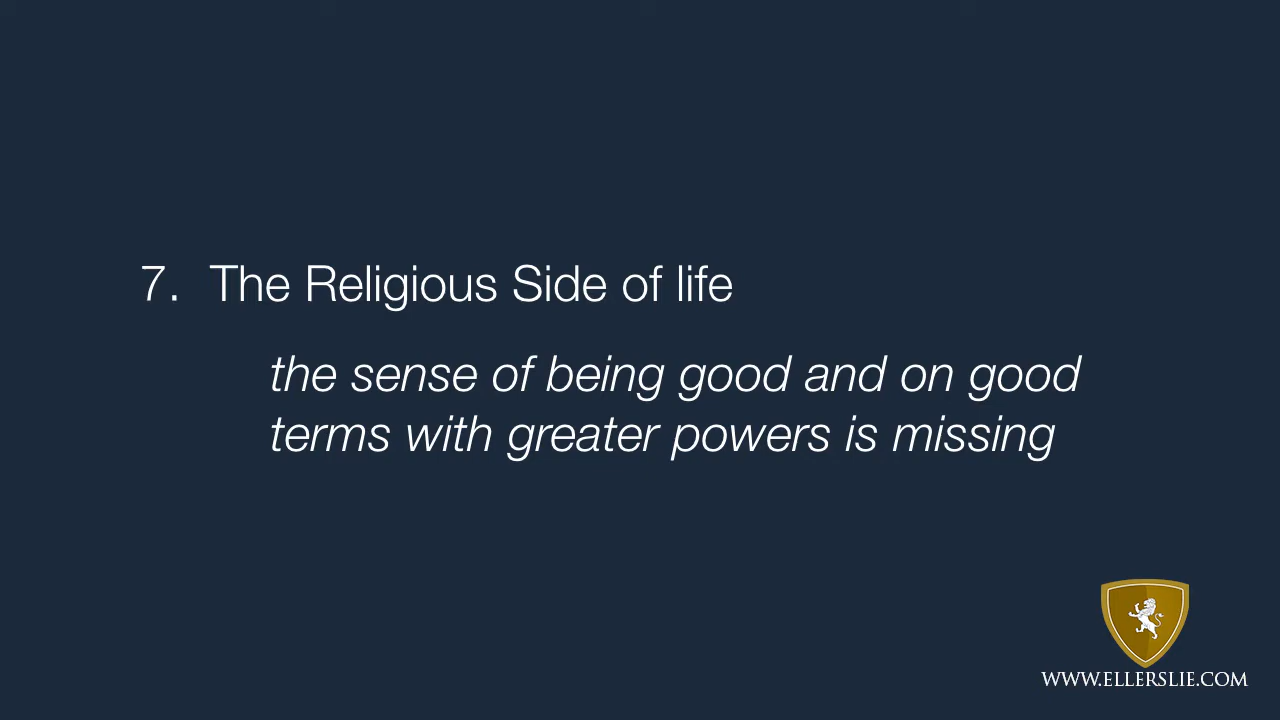 7. The Religious Side of life
the sense of being good and on good
terms with greater powers is missing
WWW.ELLERSLIE.COM